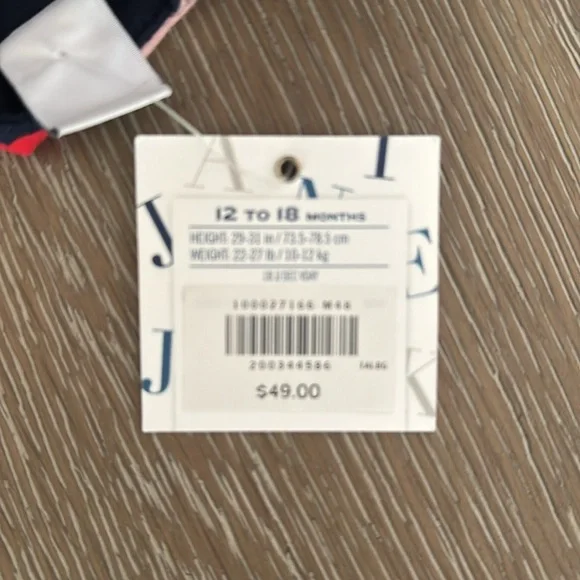 12 TO 18 MONTHS
HEIGHT: 29-31 in / 73.5-78.5 cm
WEIGHT: 22-27 lb / 10-12 kg
100027166 M46
200344586
$49.00